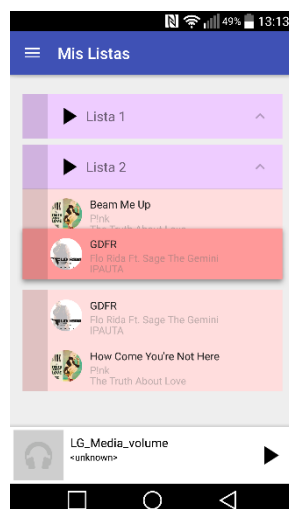 49% 13:13
Mis Listas
Lista 1
Lista 2
Beam Me Up
P!nk
The Truth About Love
GDFR
Flo Rida Ft. Sage The Gemini
IPAUTA
GDFR
Flo Rida Ft. Sage The Gemini
IPAUTA
How Come You're Not Here
P!nk
The Truth About Love
LG_Media_volume
<unknown>